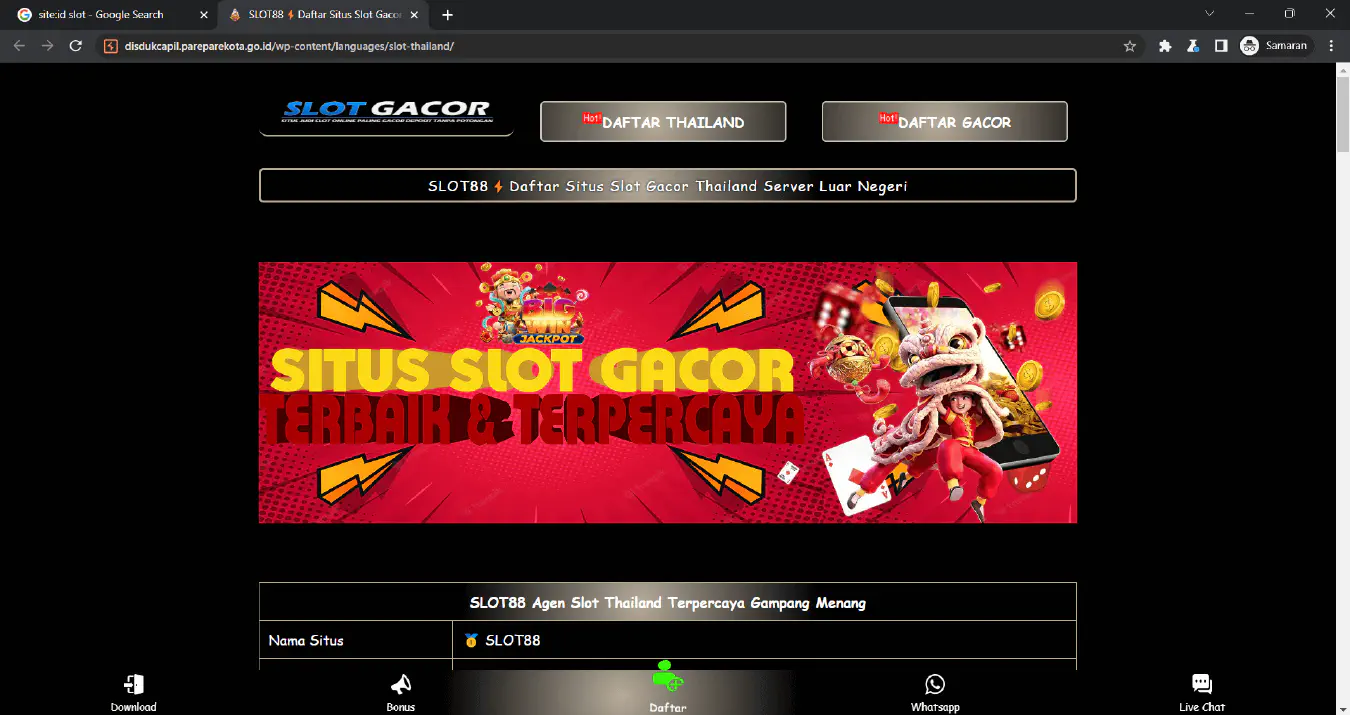 site:id slot - Google Search
SLOT88 ⚡ Daftar Situs Slot Gacor
disdukcapil.pareparekota.go.id/wp-content/languages/slot-thailand/
Samaran
SLOT GACOR
SITUS JUDI SLOT ONLINE PALING GACOR DEPOSIT TANPA POTONGAN
Hot! DAFTAR THAILAND
Hot! DAFTAR GACOR
SLOT88 ⚡ Daftar Situs Slot Gacor Thailand Server Luar Negeri
BIG
WIN
JACKPOT
SITUS SLOT GACOR
TERBAIK & TERPERCAYA
SLOT88 Agen Slot Thailand Terpercaya Gampang Menang
Nama Situs
🥇 SLOT88
Download
Bonus
Daftar
Whatsapp
Live Chat